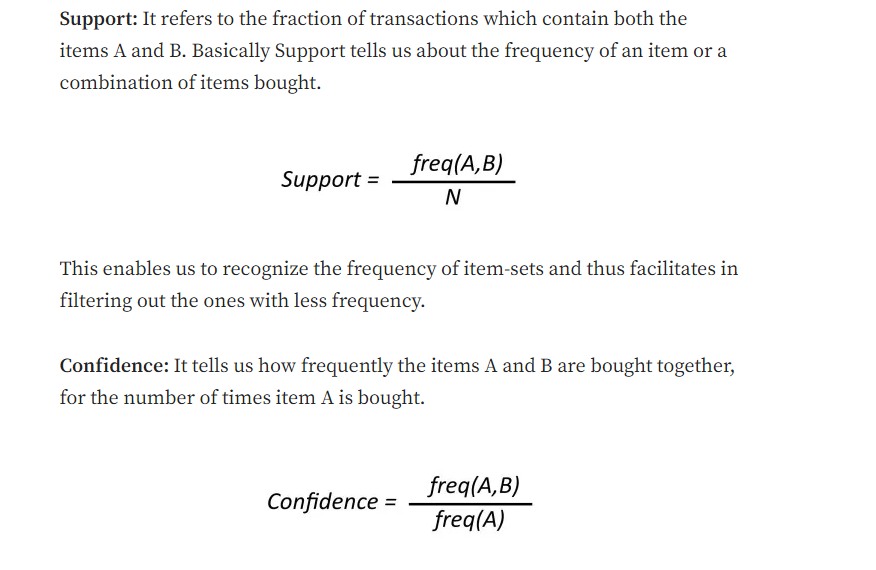 Support: It refers to the fraction of transactions which contain both the
items A and B. Basically Support tells us about the frequency of an item or a
combination of items bought.
Support = freq(A,B)
N
This enables us to recognize the frequency of item-sets and thus facilitates in
filtering out the ones with less frequency.
Confidence: It tells us how frequently the items A and B are bought together,
for the number of times item A is bought.
Confidence = freq(A,B)
freq(A)